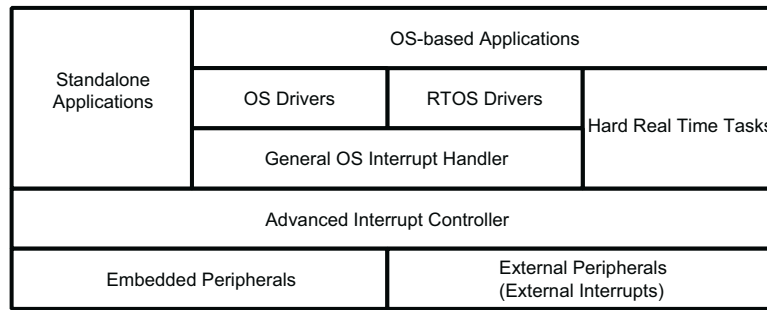 OS-based Applications
Standalone
Applications
OS Drivers
RTOS Drivers
Hard Real Time Tasks
General OS Interrupt Handler
Advanced Interrupt Controller
Embedded Peripherals
External Peripherals
(External Interrupts)